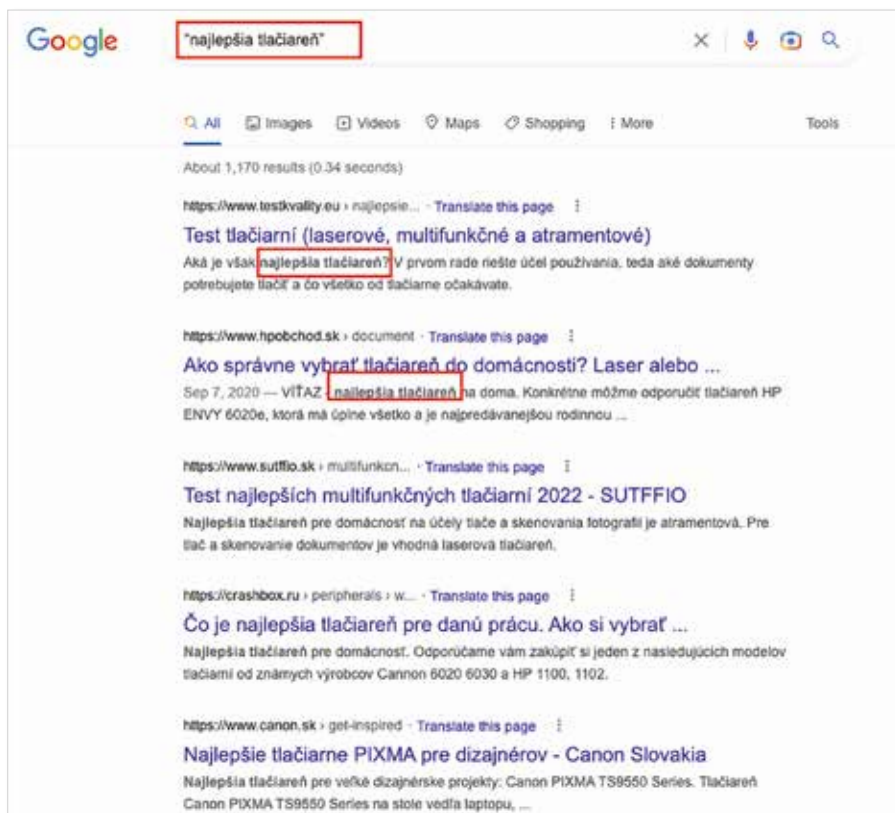 Google
"najlepšia tlačiareň"
All Images Videos Maps Shopping More Tools
About 1,170 results (0.34 seconds)
https://www.testkvality.eu › najlepsie... · Translate this page
Test tlačiarní (laserové, multifunkčné a atramentové)
Aká je však najlepšia tlačiareň? V prvom rade riešte účel používania, teda aké dokumenty
potrebujete tlačiť a čo všetko od tlačiarne očakávate.
https://www.hpobchod.sk › document · Translate this page
Ako správne vybrať tlačiareň do domácnosti? Laser alebo ...
Sep 7, 2020 — VÍŤAZ - najlepšia tlačiareň na doma. Konkrétne môžme odporučiť tlačiareň HP
ENVY 6020e, ktorá má úplne všetko a je najpredávanejšou rodinnou ...
https://www.sutffio.sk › multifunkcn... · Translate this page
Test najlepších multifunkčných tlačiarní 2022 - SUTFFIO
Najlepšia tlačiareň pre domácnosť na účely tlače a skenovania fotografií je atramentová. Pre
tlač a skenovanie dokumentov je vhodná laserová tlačiareň.
https://crashbox.ru › peripherals › w... · Translate this page
Čo je najlepšia tlačiareň pre danú prácu. Ako si vybrať ...
Najlepšia tlačiareň pre domácnosť. Odporúčame vám zakúpiť si jeden z nasledujúcich modelov
tlačiarní od známych výrobcov Cannon 6020 6030 a HP 1100, 1102.
https://www.canon.sk › get-inspired · Translate this page
Najlepšie tlačiarne PIXMA pre dizajnérov - Canon Slovakia
Najlepšia tlačiareň pre veľké dizajnérske projekty: Canon PIXMA TS9550 Series. Tlačiareň
Canon PIXMA TS9550 Series na stole vedľa laptopu, ...